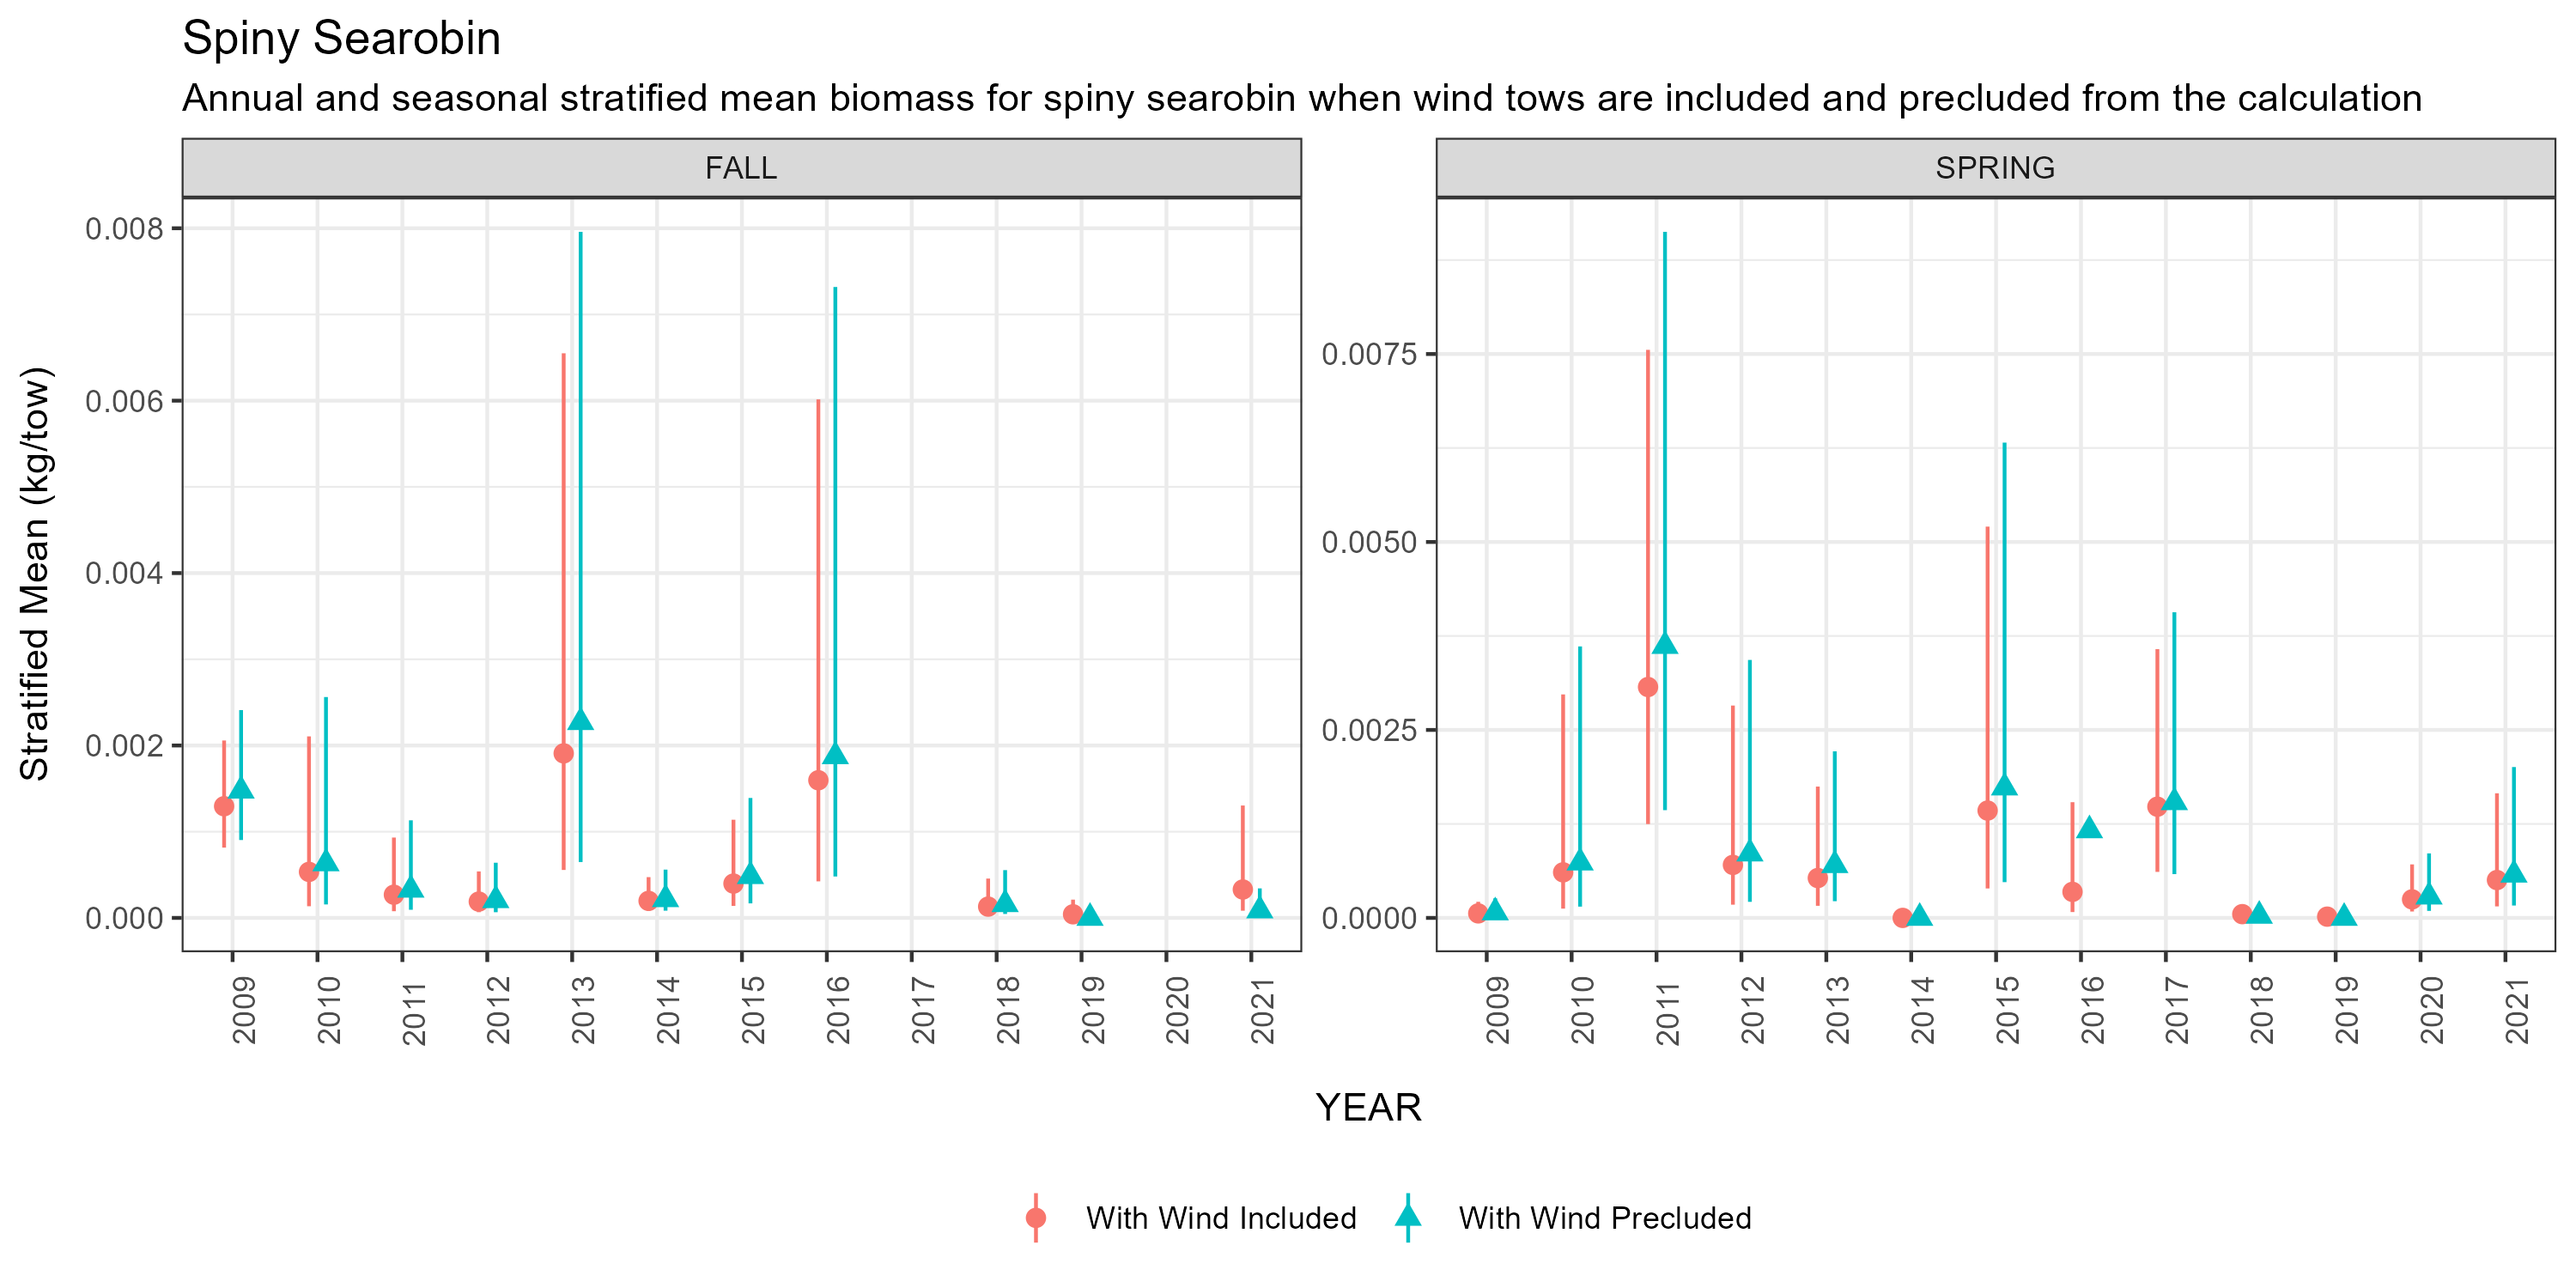 Spiny Searobin
Annual and seasonal stratified mean biomass for spiny searobin when wind tows are included and precluded from the calculation
FALL
SPRING
Stratified Mean (kg/tow)
0.008
0.006
0.004
0.002
0.000
0.0075
0.0050
0.0025
0.0000
2009 2010 2011 2012 2013 2014 2015 2016 2017 2018 2019 2020 2021
2009 2010 2011 2012 2013 2014 2015 2016 2017 2018 2019 2020 2021
YEAR
With Wind Included
With Wind Precluded